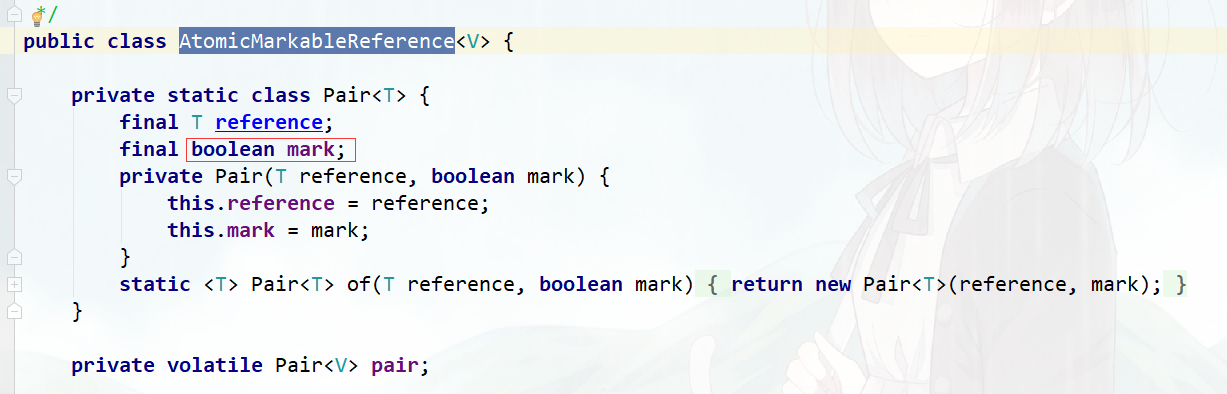 */
public class AtomicMarkableReference<V> {
private static class Pair<T> {
final T reference;
final boolean mark;
private Pair(T reference, boolean mark) {
this.reference = reference;
this.mark = mark;
}
static <T> Pair<T> of(T reference, boolean mark) { return new Pair<T>(reference, mark); }
}
private volatile Pair<V> pair;